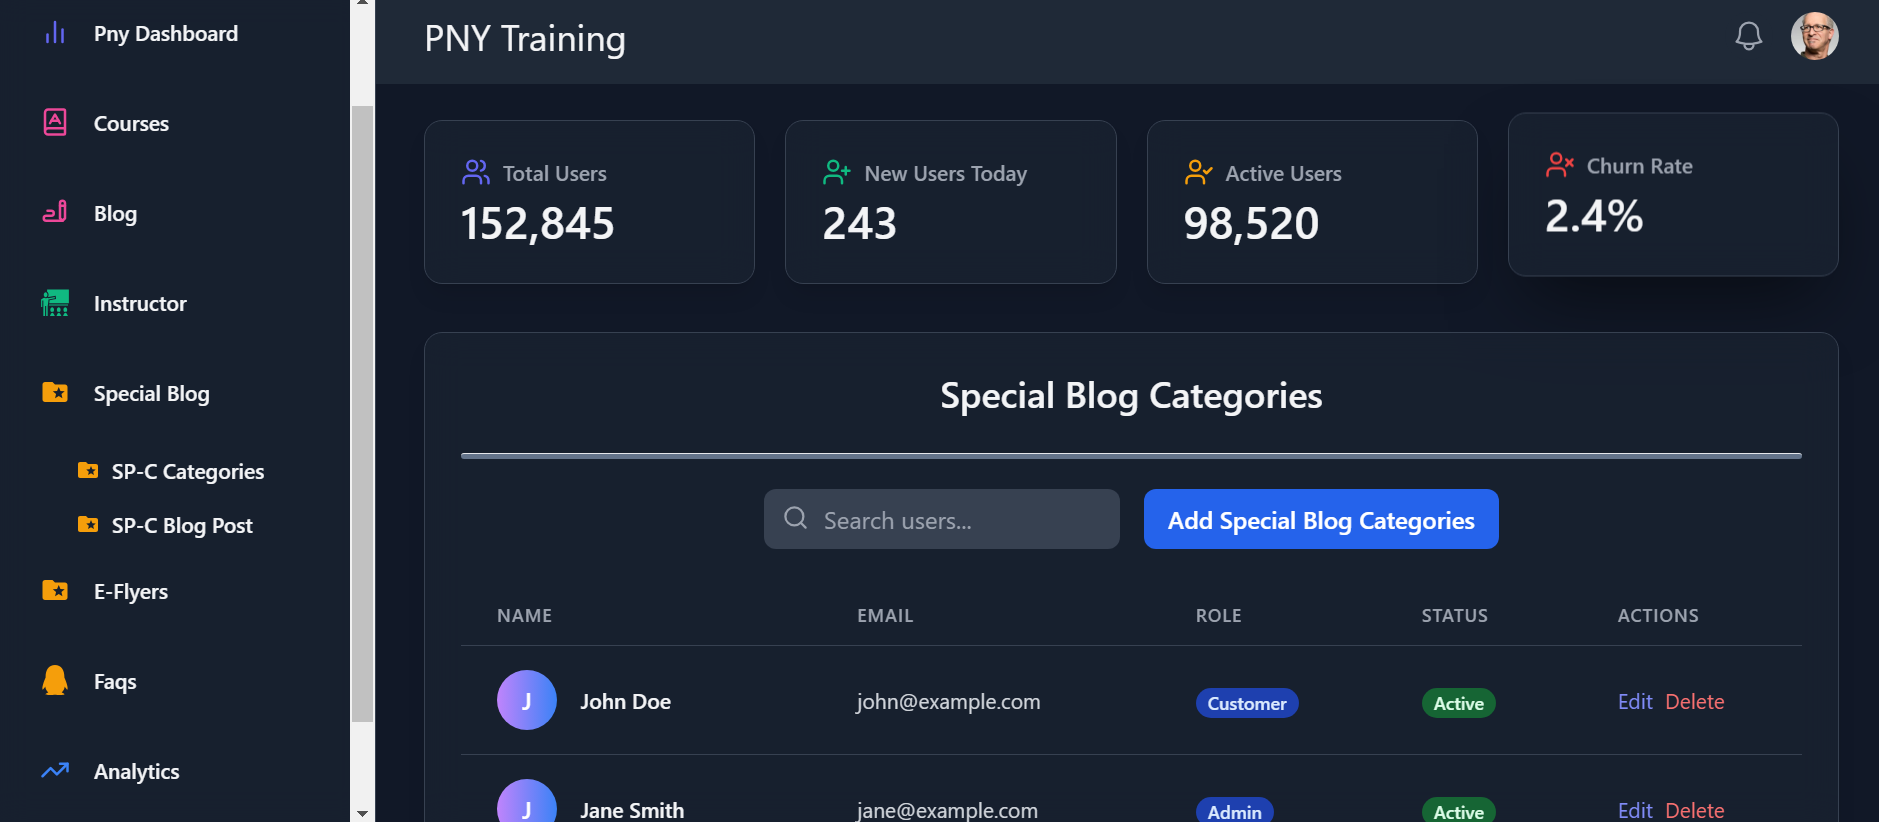 Pny Dashboard
Courses
Blog
Instructor
Special Blog
SP-C Categories
SP-C Blog Post
E-Flyers
Faqs
Analytics
PNY Training
Total Users
152,845
New Users Today
243
Active Users
98,520
Churn Rate
2.4%
Special Blog Categories
Search users...
Add Special Blog Categories
NAME EMAIL ROLE STATUS ACTIONS
J John Doe john@example.com Customer Active Edit Delete
J Jane Smith jane@example.com Admin Active Edit Delete